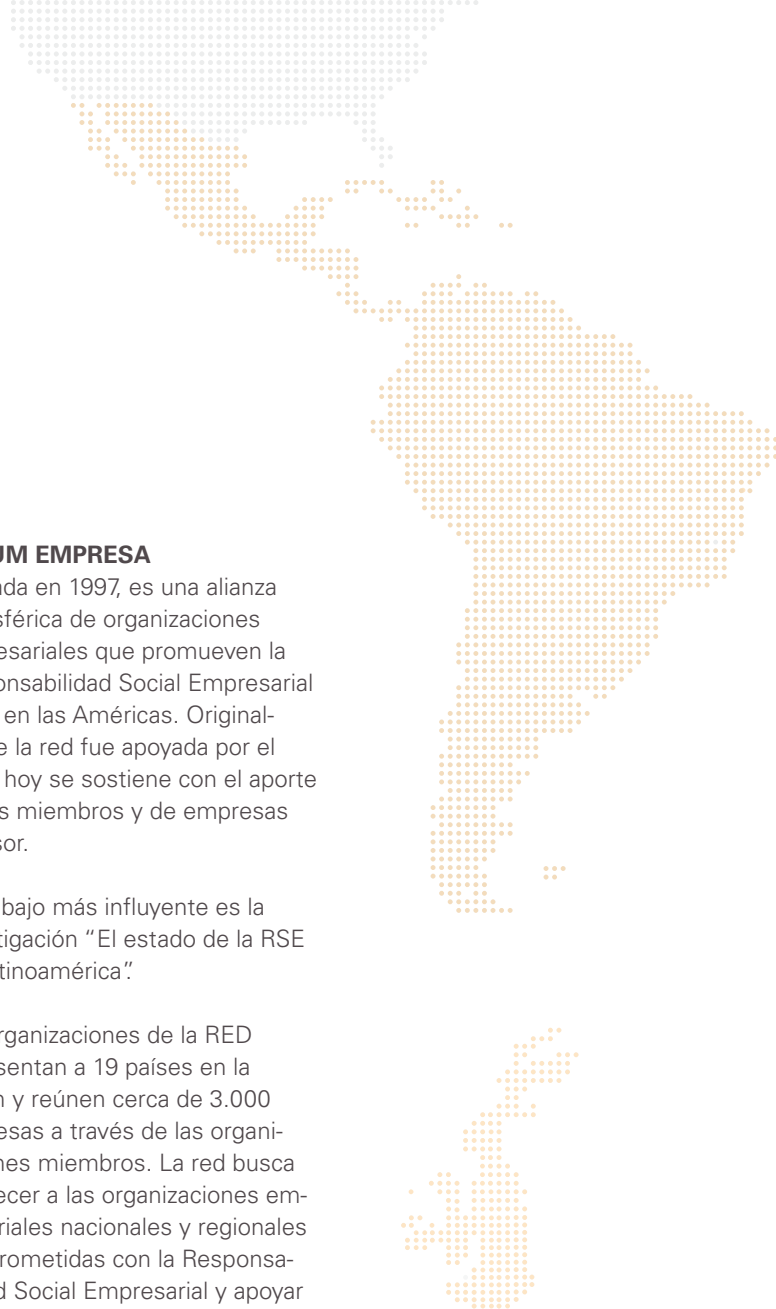 UM EMPRESA
da en 1997, es una alianza
sférica de organizaciones
esariales que promueven la
onsabilidad Social Empresarial
en las Américas. Original-
e la red fue apoyada por el
hoy se sostiene con el aporte
s miembros y de empresas
sor.
bajo más influyente es la
tigación “El estado de la RSE
tinoamérica”.
rganizaciones de la RED
sentan a 19 países en la
n y reúnen cerca de 3.000
esas a través de las organi-
nes miembros. La red busca
ecer a las organizaciones em-
riales nacionales y regionales
rometidas con la Responsa-
d Social Empresarial y apoyar